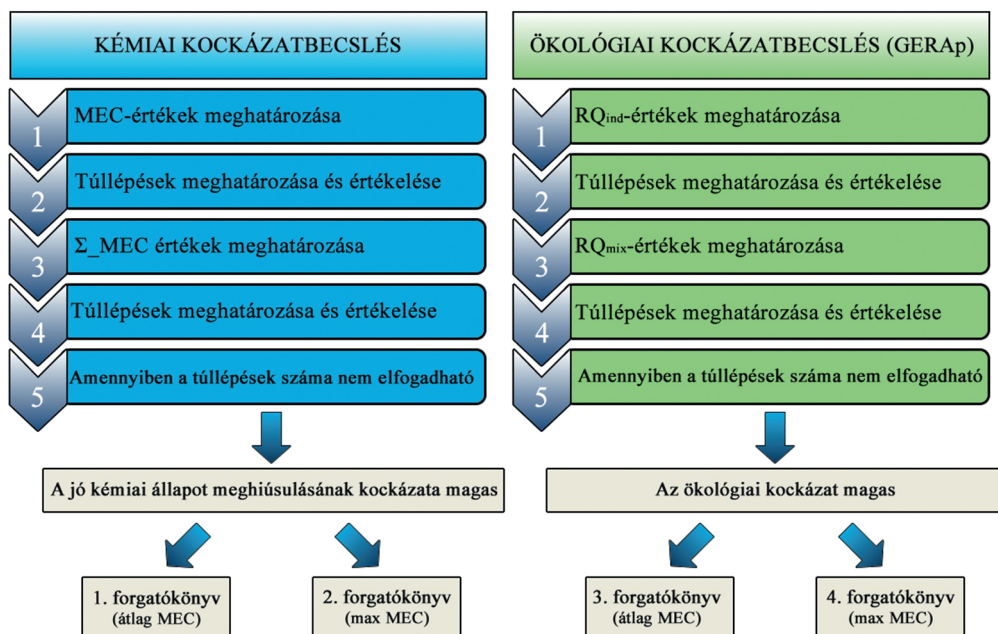 KÉMIAI KOCKÁZATBECSLÉS
1
MEC-értékek meghatározása
2
Túllépések meghatározása és értékelése
3
Σ_MEC értékek meghatározása
4
Túllépések meghatározása és értékelése
5
Amennyiben a túllépések száma nem elfogadható
A jó kémiai állapot meghiúsulásának kockázata magas
1. forgatókönyv
(átlag MEC)
2. forgatókönyv
(max MEC)
ÖKOLÓGIAI KOCKÁZATBECSLÉS (GERAp)
1
RQind-értékek meghatározása
2
Túllépések meghatározása és értékelése
3
RQmix-értékek meghatározása
4
Túllépések meghatározása és értékelése
5
Amennyiben a túllépések száma nem elfogadható
Az ökológiai kockázat magas
3. forgatókönyv
(átlag MEC)
4. forgatókönyv
(max MEC)